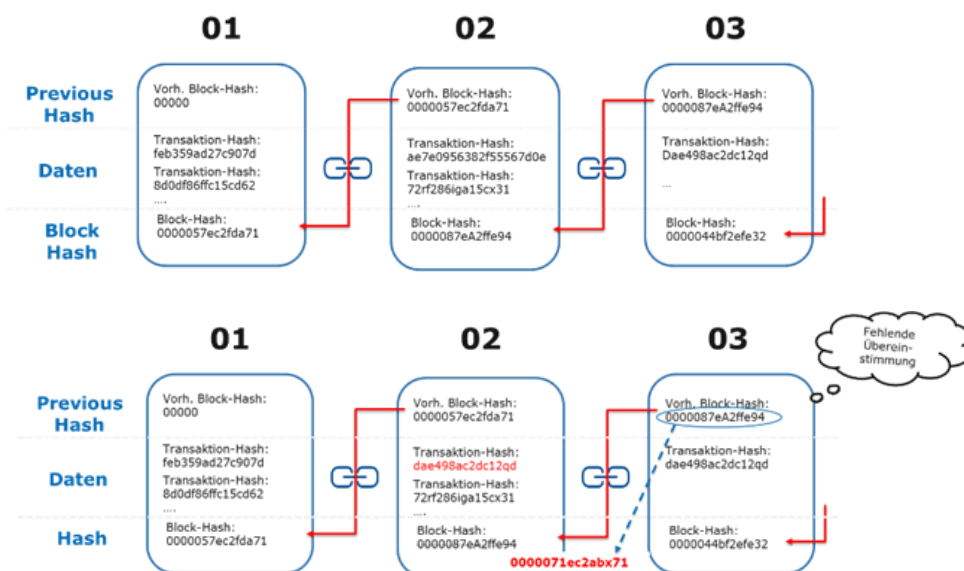 01
02
03
Previous
Hash
Vorh. Block-Hash:
00000
Vorh. Block-Hash:
0000057ec2fda71
Vorh. Block-Hash:
0000087eA2ffe94
Daten
Transaktion-Hash:
feb359ad27c907d
Transaktion-Hash:
8d0df86ffc15cd62
....
Transaktion-Hash:
ae7e0956382f55567d0e
Transaktion-Hash:
72rf286iga15cx31
....
Transaktion-Hash:
Dae498ac2dc12qd
...
Block
Hash
Block-Hash:
0000057ec2fda71
Block-Hash:
0000087eA2ffe94
Block-Hash:
0000044bf2efe32
01
02
03
Fehlende
Überein-
stimmung
Previous
Hash
Vorh. Block-Hash:
00000
Vorh. Block-Hash:
0000057ec2fda71
Vorh. Block-Hash:
0000087eA2ffe94
Daten
Transaktion-Hash:
feb359ad27c907d
Transaktion-Hash:
8d0df86ffc15cd62
....
Transaktion-Hash:
dae498ac2dc12qd
Transaktion-Hash:
72rf286iga15cx31
....
Transaktion-Hash:
dae498ac2dc12qd
Hash
Block-Hash:
0000057ec2fda71
Block-Hash:
0000087eA2ffe94
0000071ec2abx71
Block-Hash:
0000044bf2efe32